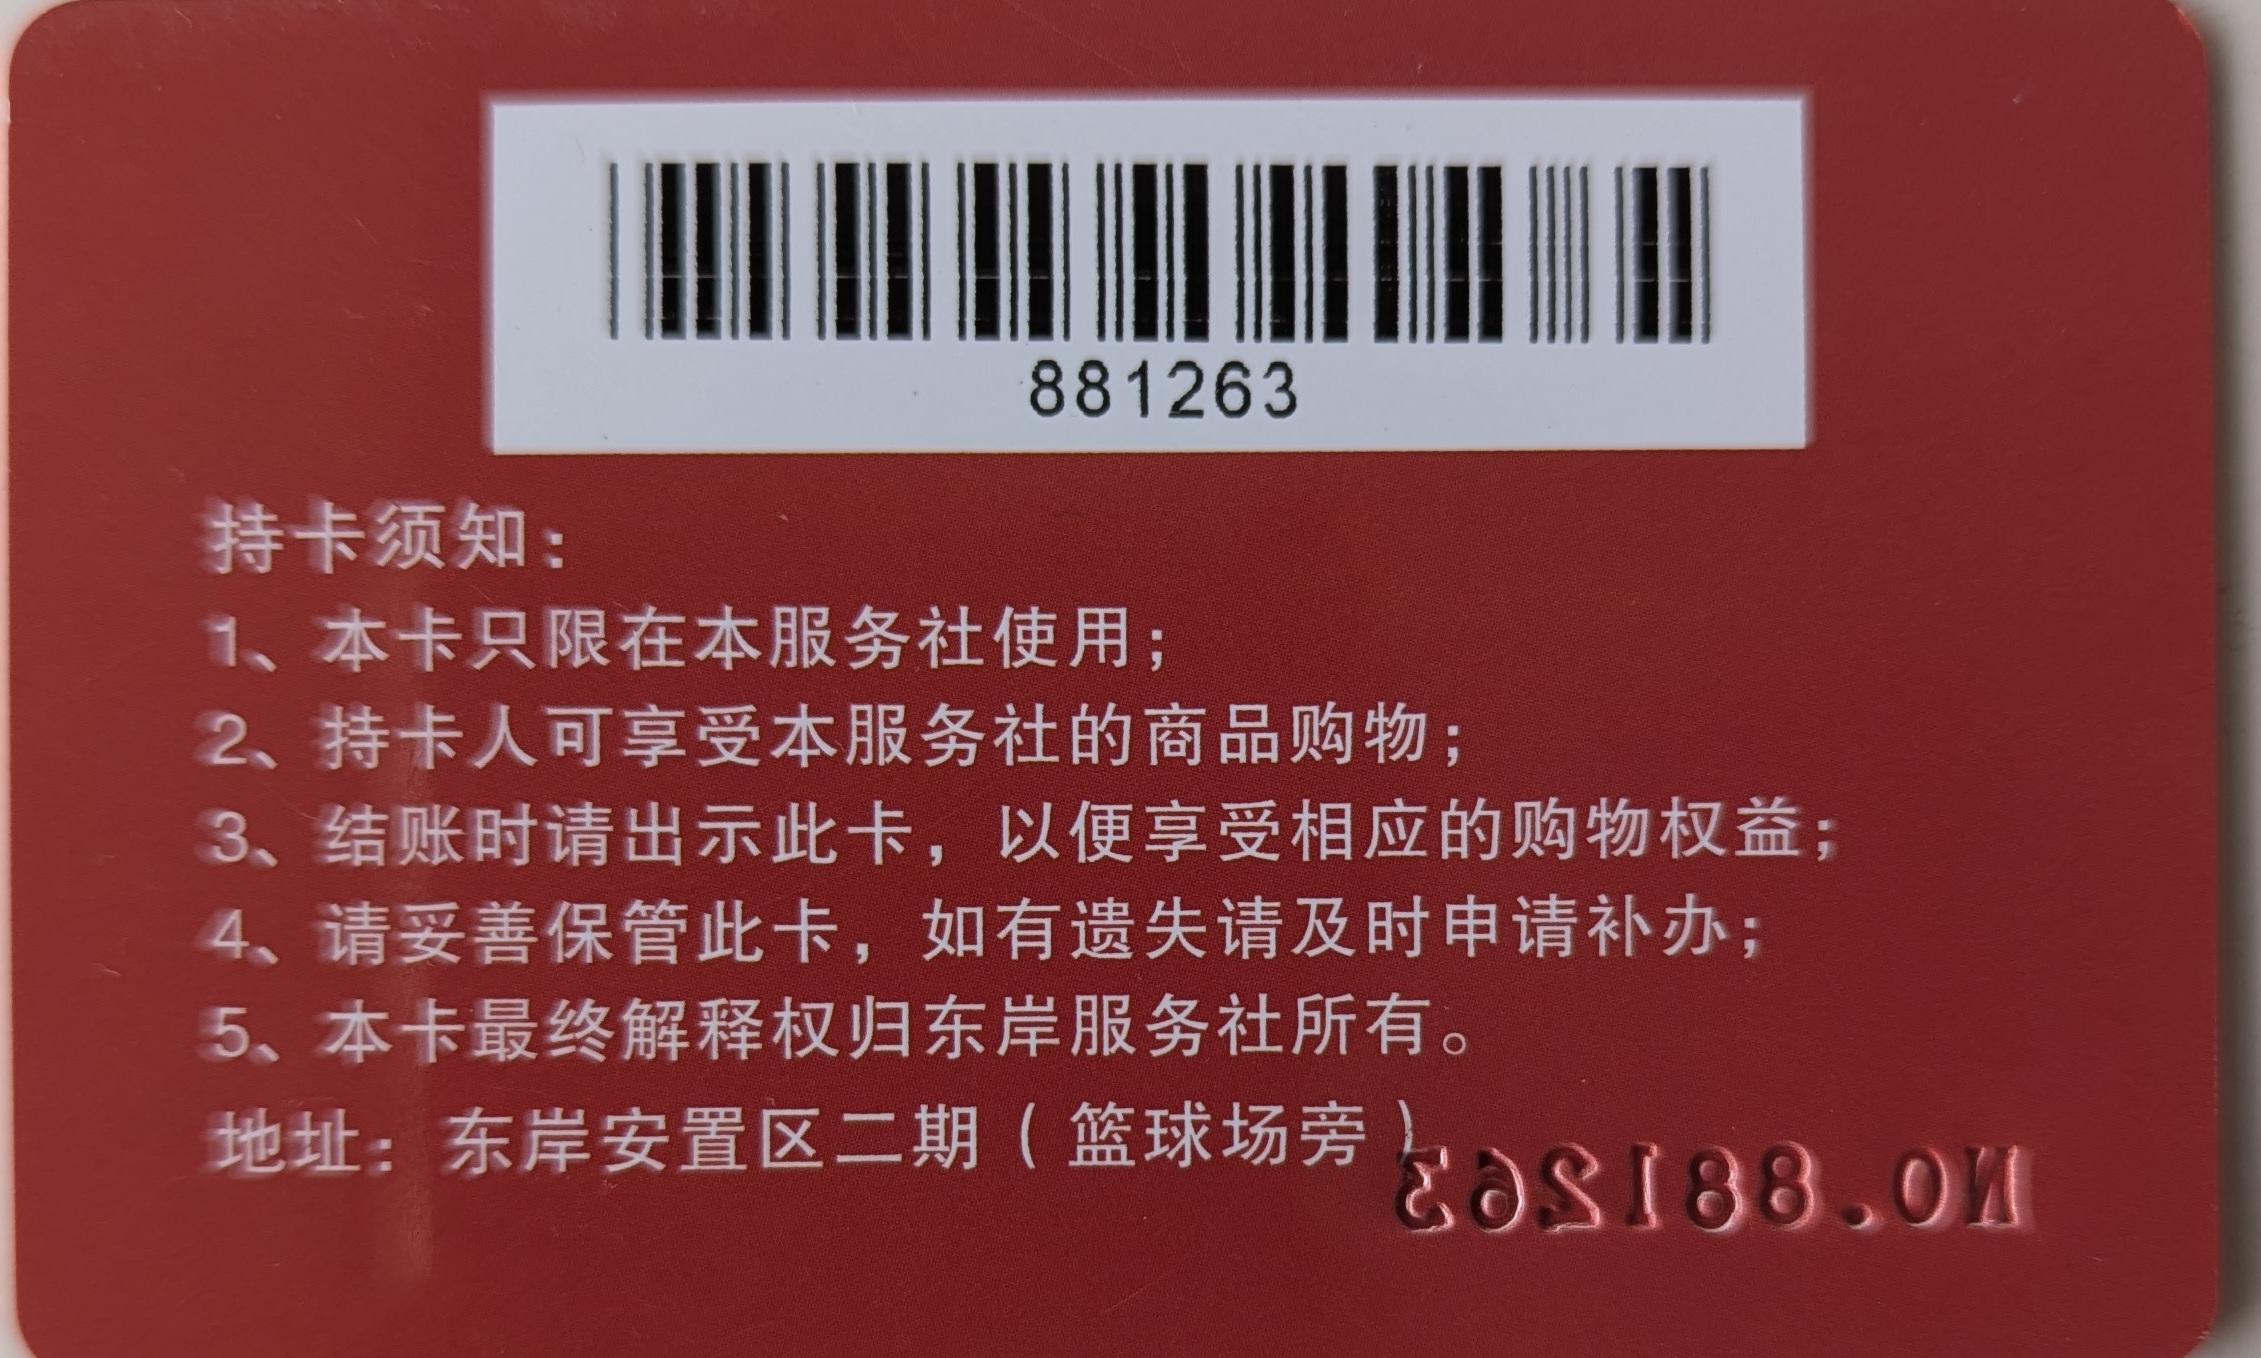 881263
持卡须知：
1、本卡只限在本服务社使用；
2、持卡人可享受本服务社的商品购物；
3、结账时请出示此卡，以便享受相应的购物权益；
4、请妥善保管此卡，如有遗失请及时申请补办；
5、本卡最终解释权归东岸服务社所有。
地址：东岸安置区二期（篮球场旁）
NO.881263